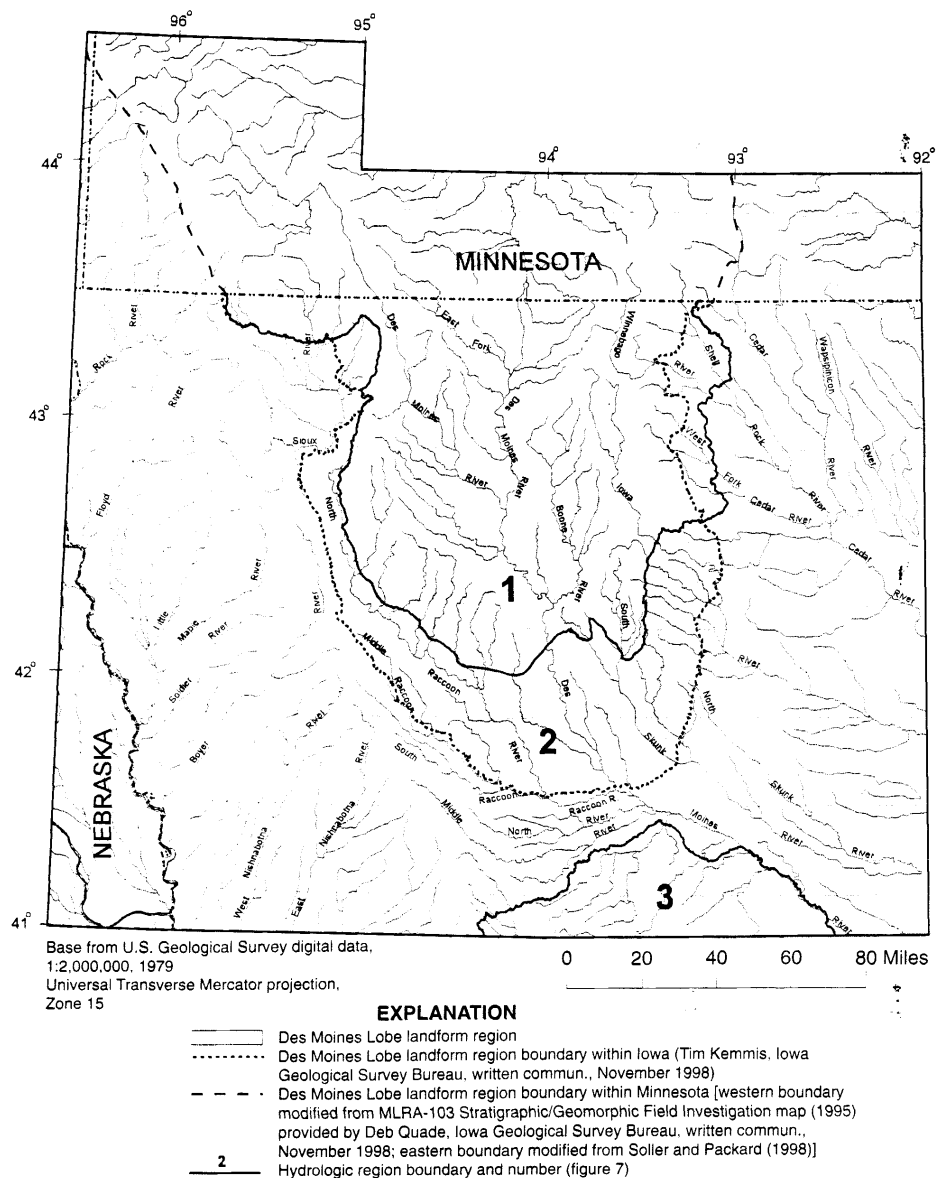 96°
95°
44°
94°
93°
92°
MINNESOTA
River
River
Des
East
Fork
Winnebago
River
Shell
Cedar
Wapsipinicon
Rock
River
43°
Moines
Des
Moines
River
West
Rock
River
Sioux
River
Fork
Cedar
River
River
Floyd
North
River
Boone
Iowa
Cedar
River
River
1
River
South
Little
Maple
River
River
42°
Middle
Raccoon
Raccoon
Des
River
North
Soldier
River
Boyer
River
South
River
2
Skunk
NEBRASKA
Raccoon
Raccoon R
River
Middle
North
River
Moines
Skunk
River
River
Nishnabotna
Nishnabotna
West
East
3
River
41°
Base from U.S. Geological Survey digital data,
1:2,000,000, 1979
Universal Transverse Mercator projection,
Zone 15
0 20 40 60 80 Miles
EXPLANATION
Des Moines Lobe landform region
Des Moines Lobe landform region boundary within Iowa (Tim Kemmis, Iowa
Geological Survey Bureau, written commun., November 1998)
Des Moines Lobe landform region boundary within Minnesota [western boundary
modified from MLRA-103 Stratigraphic/Geomorphic Field Investigation map (1995)
provided by Deb Quade, Iowa Geological Survey Bureau, written commun.,
November 1998; eastern boundary modified from Soller and Packard (1998)]
2 Hydrologic region boundary and number (figure 7)